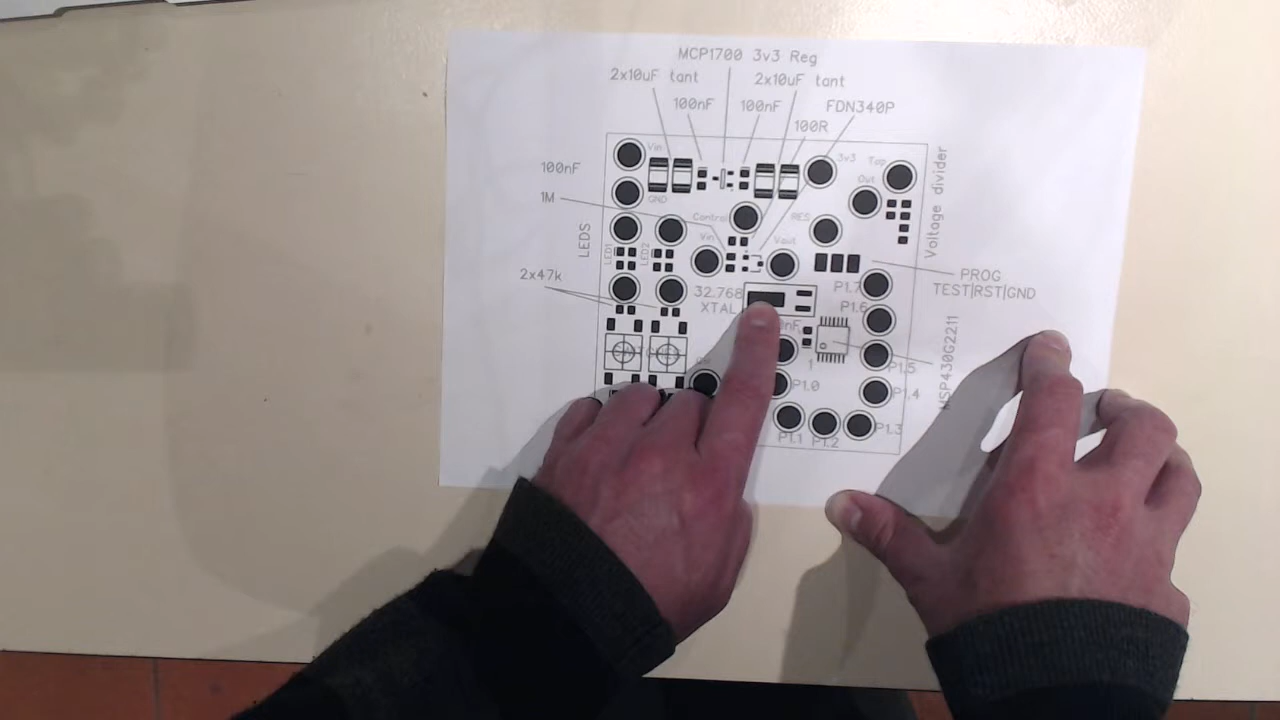 MCP1700 3v3 Reg
2x10uF tant
2x10uF tant
100nF
100nF
FDN340P
100R
Vin
3v3
Top
100nF
Out
GND
1M
Control
RES
Voltage divider
LEDS
LED1
LED2
Vin
Vout
2x47k
PROG
TEST|RST|GND
32.768
XTAL
P1.7
P1.6
MSP430G2211
P1.5
P1.0
P1.4
P1.1
P1.2
P1.3